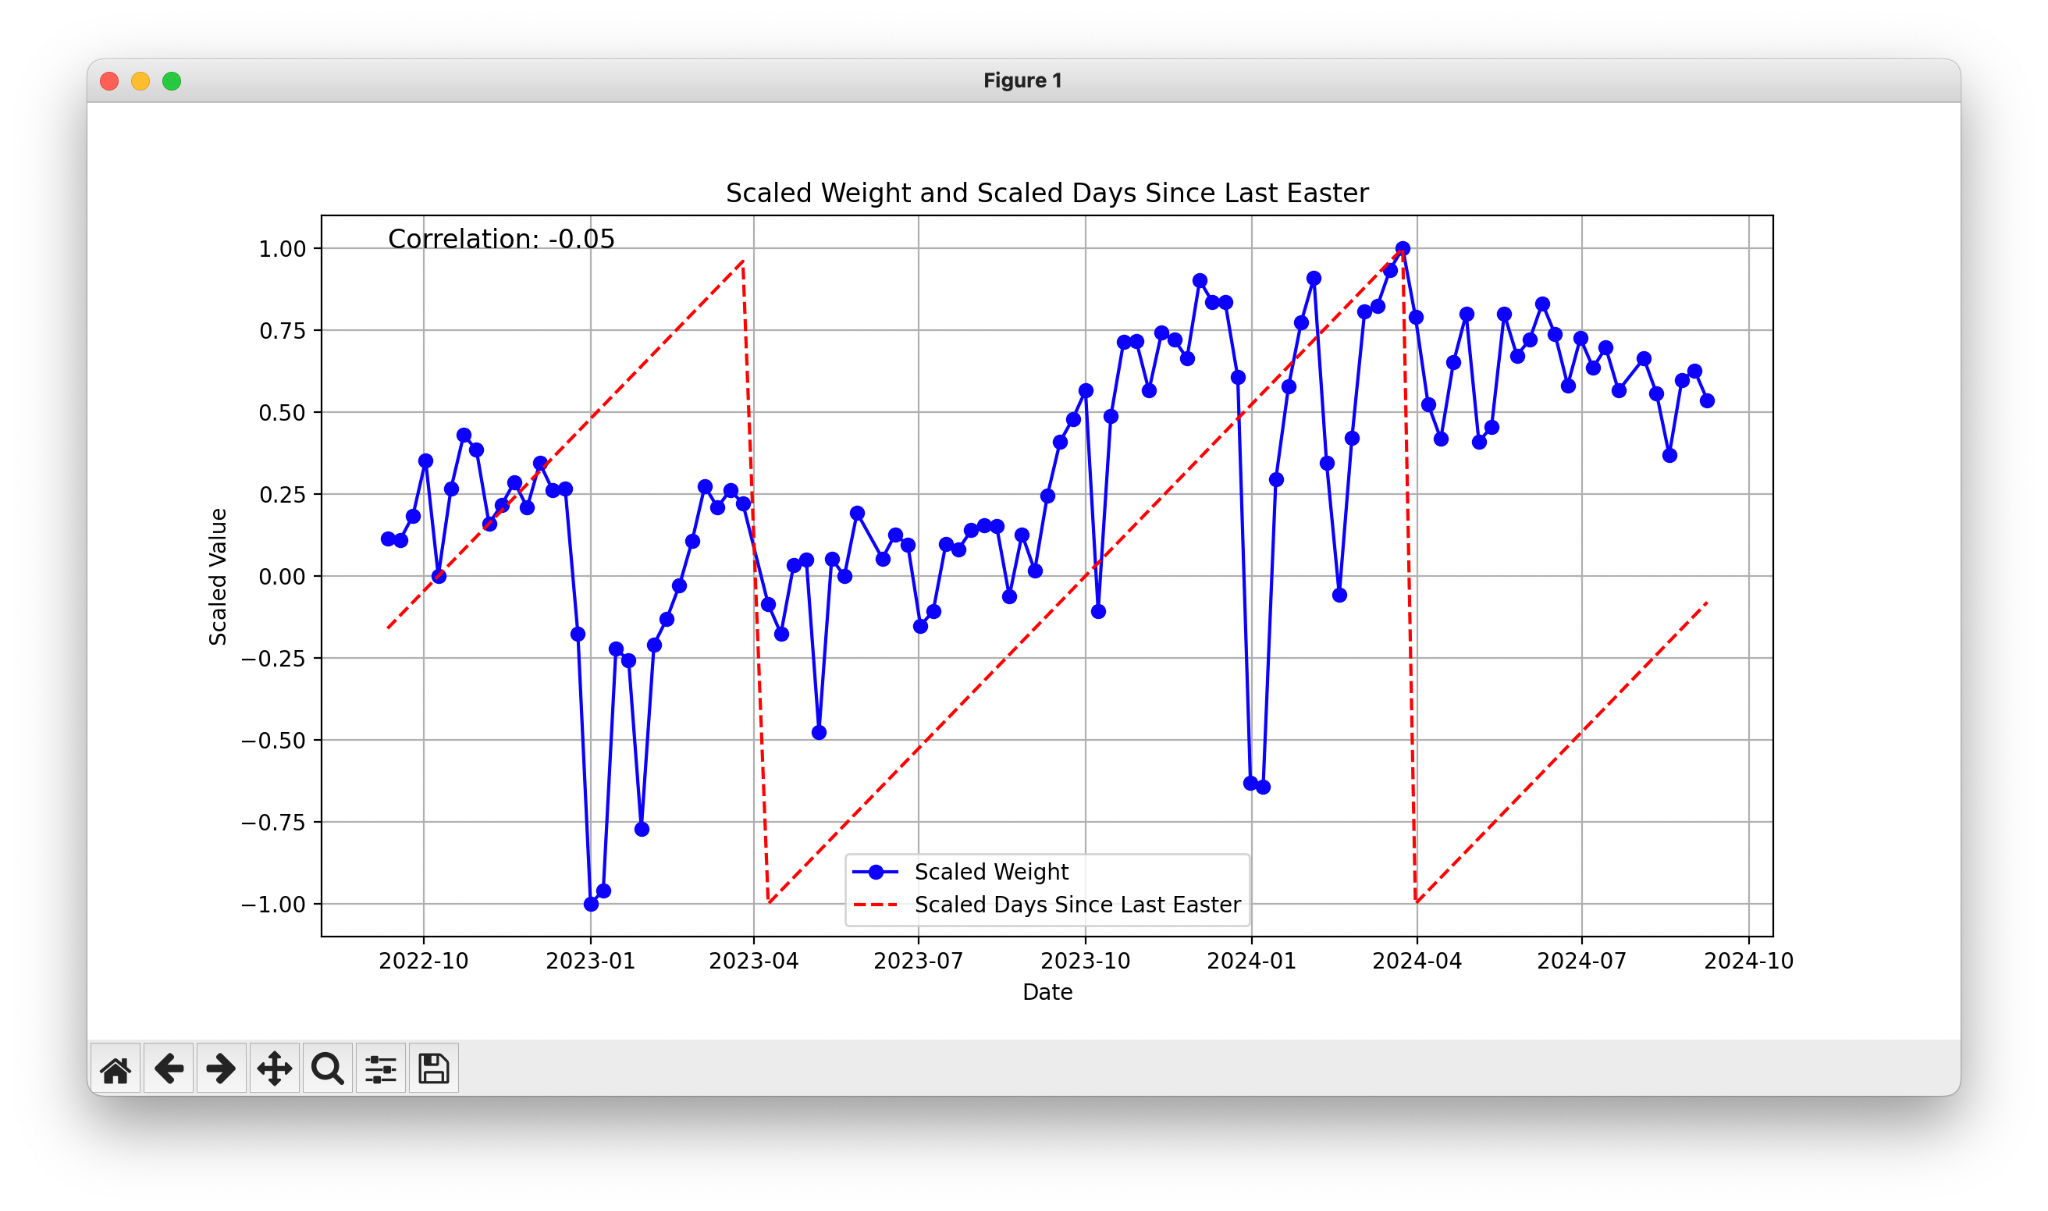 Figure 1
Scaled Weight and Scaled Days Since Last Easter
Correlation: -0.05
1.00
0.75
0.50
0.25
0.00
−0.25
−0.50
−0.75
−1.00
Scaled Value
Scaled Weight
Scaled Days Since Last Easter
2022-10 2023-01 2023-04 2023-07 2023-10 2024-01 2024-04 2024-07 2024-10
Date